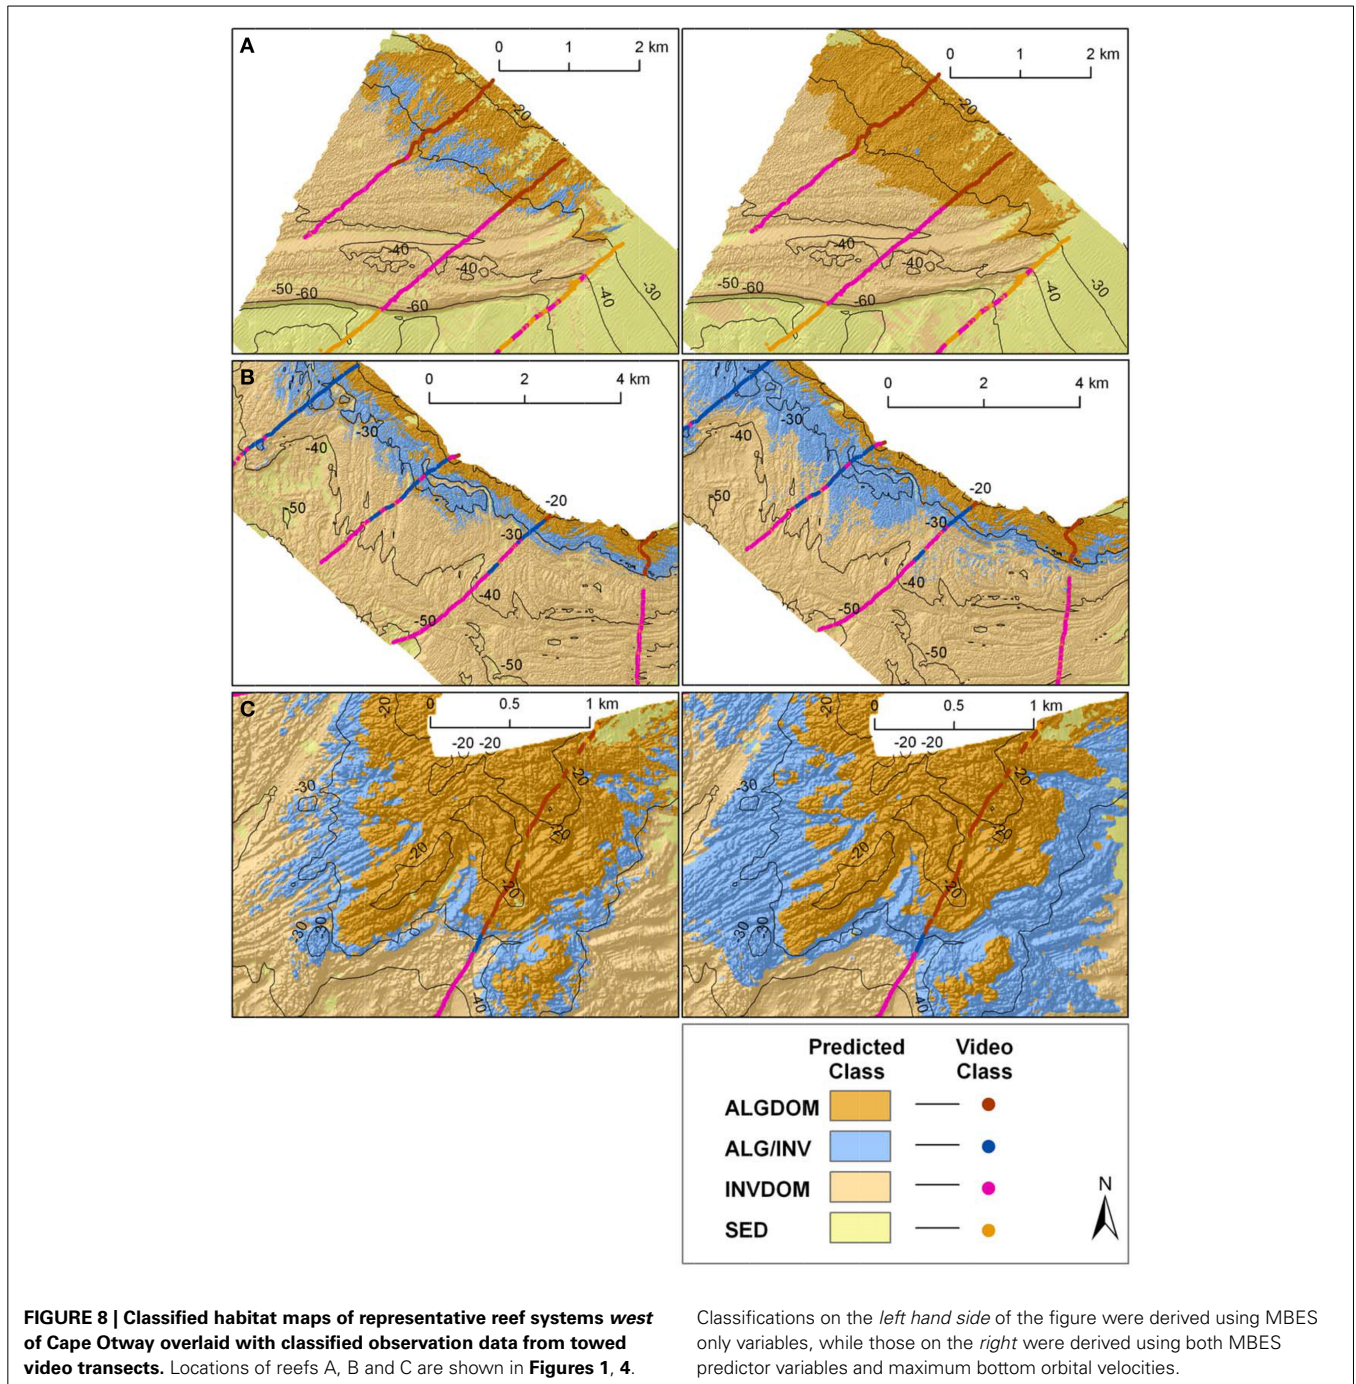 A
0 1 2 km
-20
-40
-40
-50
-60
-60
-40
-30
0 1 2 km
-20
-40
-40
-50
-60
-60
-40
-30
B
0 2 4 km
-30
-40
-50
-20
-30
-40
-50
-50
0 2 4 km
-30
-40
-50
-20
-30
-40
-50
-50
C
0 0.5 1 km
-20
-20 -20
-20
-30
-20
-20
-20
-30
-30
-40
0 0.5 1 km
-20
-20 -20
-20
-30
-20
-20
-20
-30
-30
-40
Predicted Video
Class Class
ALGDOM
ALG/INV
INVDOM
SED
N
FIGURE 8 | Classified habitat maps of representative reef systems west
of Cape Otway overlaid with classified observation data from towed
video transects. Locations of reefs A, B and C are shown in Figures 1, 4.
Classifications on the left hand side of the figure were derived using MBES
only variables, while those on the right were derived using both MBES
predictor variables and maximum bottom orbital velocities.